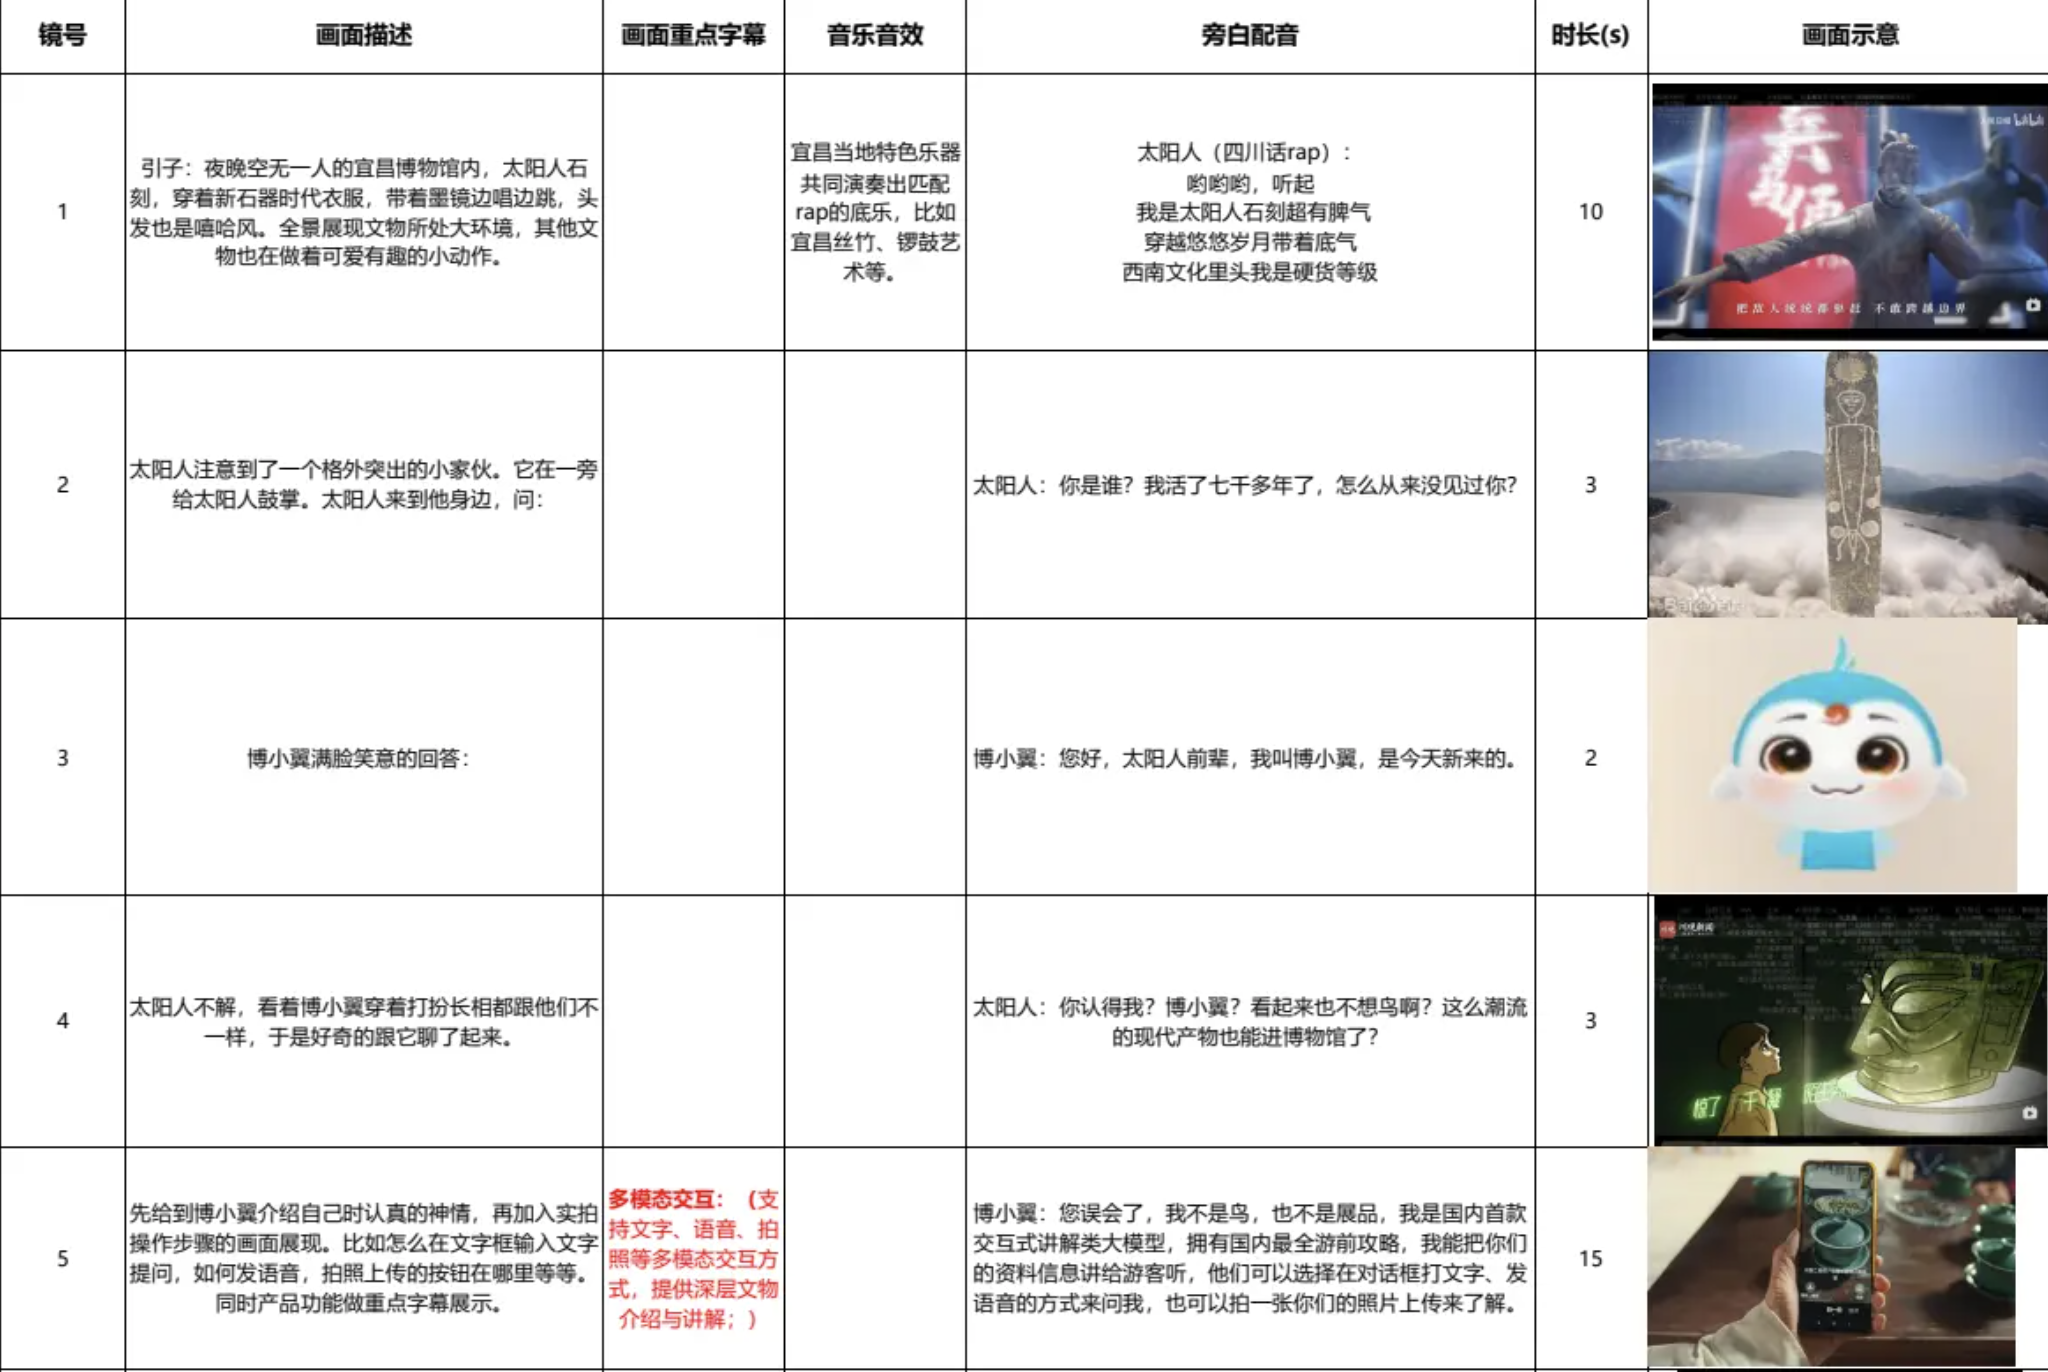 镜号 画面描述 画面重点字幕 音乐音效 旁白配音 时长(s) 画面示意
1
引子：夜晚空无一人的宜昌博物馆内，太阳人石
刻，穿着新石器时代衣服，带着墨镜边唱边跳，头
发也是嘻哈风。全景展现文物所处大环境，其他文
物也在做着可爱有趣的小动作。
宜昌当地特色乐器
共同演奏出匹配
rap的底乐，比如
宜昌丝竹、锣鼓艺
术等。
太阳人（四川话rap）：
哟哟哟，听起
我是太阳人石刻超有脾气
穿越悠悠岁月带着底气
西南文化里头我是硬货等级
10
bilibili
不敢跨越边界
2
太阳人注意到了一个格外突出的小家伙。它在一旁
给太阳人鼓掌。太阳人来到他身边，问：
太阳人：你是谁？我活了七千多年了，怎么从来没见过你？
3
3
博小翼满脸笑意的回答：
博小翼：您好，太阳人前辈，我叫博小翼，是今天新来的。
2
4
太阳人不解，看着博小翼穿着打扮长相都跟他们不
一样，于是好奇的跟它聊了起来。
太阳人：你认得我？博小翼？看起来也不想鸟啊？这么潮流
的现代产物也能进博物馆了？
3
惊了 千
5
先给到博小翼介绍自己时认真的神情，再加入实拍
操作步骤的画面展现。比如怎么在文字框输入文字
提问，如何发语音，拍照上传的按钮在哪里等等。
同时产品功能做重点字幕展示。
多模态交互：（支
持文字、语音、拍
照等多模态交互方
式，提供深层文物
介绍与讲解；）
博小翼：您误会了，我不是鸟，也不是展品，我是国内首款
交互式讲解类大模型，拥有国内最全游前攻略，我能把你们
的资料信息讲给游客听，他们可以选择在对话框打文字、发
语音的方式来问我，也可以拍一张你们的照片上传来了解。
15